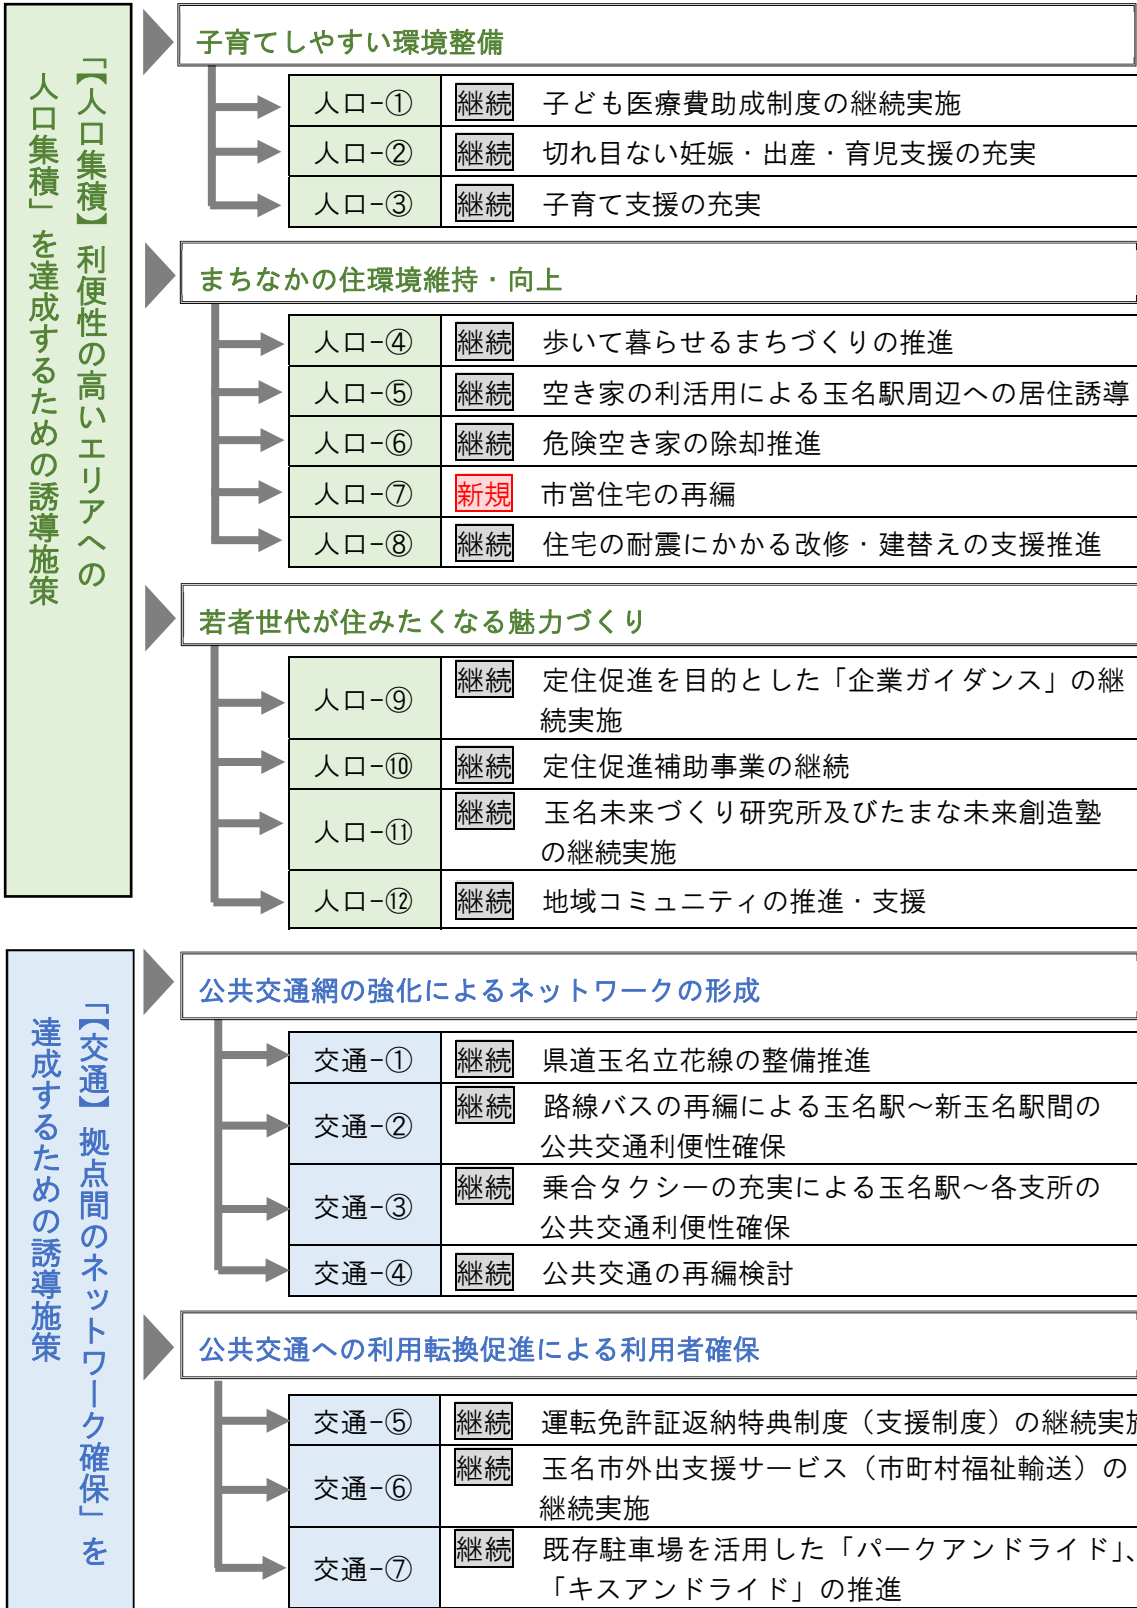 「【人口集積】利便性の高いエリアへの
人口集積」を達成するための誘導施策
子育てしやすい環境整備
人口-① 継続 子ども医療費助成制度の継続実施
人口-② 継続 切れ目ない妊娠・出産・育児支援の充実
人口-③ 継続 子育て支援の充実
まちなかの住環境維持・向上
人口-④ 継続 歩いて暮らせるまちづくりの推進
人口-⑤ 継続 空き家の利活用による玉名駅周辺への居住誘導
人口-⑥ 継続 危険空き家の除却推進
人口-⑦ 新規 市営住宅の再編
人口-⑧ 継続 住宅の耐震にかかる改修・建替えの支援推進
若者世代が住みたくなる魅力づくり
人口-⑨ 継続 定住促進を目的とした「企業ガイダンス」の継
続実施
人口-⑩ 継続 定住促進補助事業の継続
人口-⑪ 継続 玉名未来づくり研究所及びたまな未来創造塾
の継続実施
人口-⑫ 継続 地域コミュニティの推進・支援
「【交通】拠点間のネットワーク確保」を
達成するための誘導施策
公共交通網の強化によるネットワークの形成
交通-① 継続 県道玉名立花線の整備推進
交通-② 継続 路線バスの再編による玉名駅～新玉名駅間の
公共交通利便性確保
交通-③ 継続 乗合タクシーの充実による玉名駅～各支所の
公共交通利便性確保
交通-④ 継続 公共交通の再編検討
公共交通への利用転換促進による利用者確保
交通-⑤ 継続 運転免許証返納特典制度（支援制度）の継続実施
交通-⑥ 継続 玉名市外出支援サービス（市町村福祉輸送）の
継続実施
交通-⑦ 継続 既存駐車場を活用した「パークアンドライド」、
「キスアンドライド」の推進